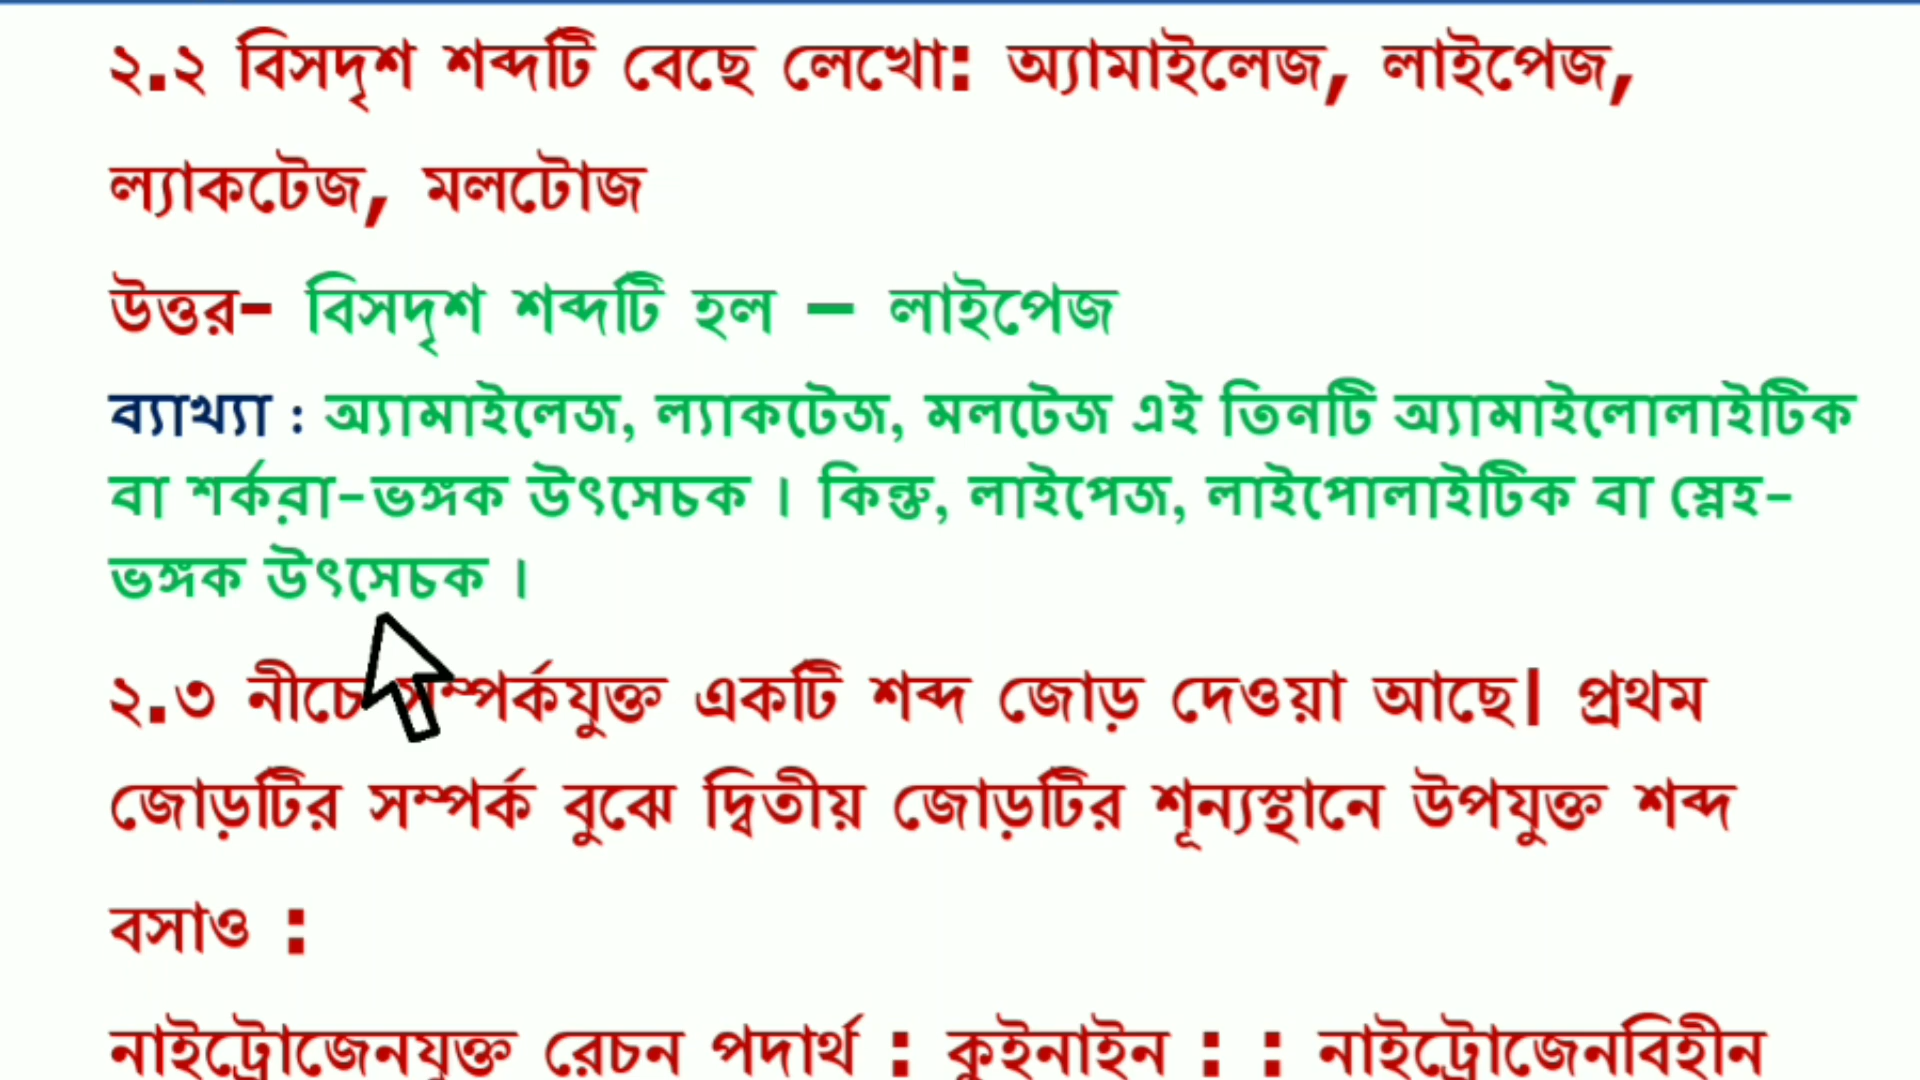 ২.২ বিসদৃশ শব্দটি বেছে লেখো: অ্যামাইলেজ, লাইপেজ,
ল্যাকটেজ, মলটোজ
উত্তর- বিসদৃশ শব্দটি হল – লাইপেজ
ব্যাখ্যা : অ্যামাইলেজ, ল্যাকটেজ, মলটেজ এই তিনটি অ্যামাইলোলাইটিক
বা শর্করা-ভঙ্গক উৎসেচক । কিন্তু, লাইপেজ, লাইপোলাইটিক বা স্নেহ-
ভঙ্গক উৎসেচক ।
২.৩ নীচে সম্পর্কযুক্ত একটি শব্দ জোড় দেওয়া আছে| প্রথম
জোড়টির সম্পর্ক বুঝে দ্বিতীয় জোড়টির শূন্যস্থানে উপযুক্ত শব্দ
বসাও :
নাইট্রোজেনযুক্ত রেচন পদার্থ : কুইনাইন : : নাইট্রোজেনবিহীন